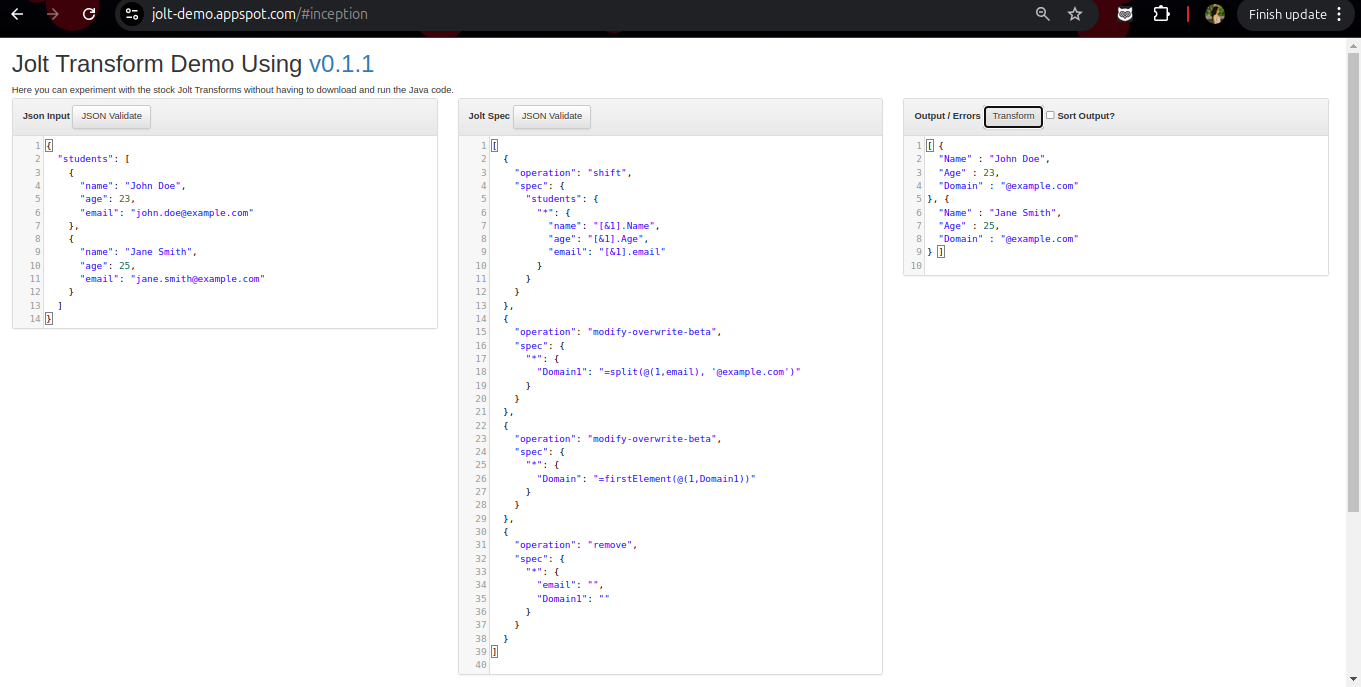 jolt-demo.appspot.com/#inception
Finish update
Jolt Transform Demo Using v0.1.1
Here you can experiment with the stock Jolt Transforms without having to download and run the Java code.
Json Input JSON Validate
1 {
2 "students": [
3 {
4 "name": "John Doe",
5 "age": 23,
6 "email": "john.doe@example.com"
7 },
8 {
9 "name": "Jane Smith",
10 "age": 25,
11 "email": "jane.smith@example.com"
12 }
13 ]
14 }
Jolt Spec JSON Validate
1 [
2 {
3 "operation": "shift",
4 "spec": {
5 "students": {
6 "*": {
7 "name": "[&1].Name",
8 "age": "[&1].Age",
9 "email": "[&1].email"
10 }
11 }
12 }
13 },
14 {
15 "operation": "modify-overwrite-beta",
16 "spec": {
17 "*": {
18 "Domain1": "=split(@(1,email), '@example.com')"
19 }
20 }
21 },
22 {
23 "operation": "modify-overwrite-beta",
24 "spec": {
25 "*": {
26 "Domain": "=firstElement(@(1,Domain1))"
27 }
28 }
29 },
30 {
31 "operation": "remove",
32 "spec": {
33 "*": {
34 "email": "",
35 "Domain1": ""
36 }
37 }
38 }
39 ]
40
Output / Errors Transform Sort Output?
1 [ {
2 "Name" : "John Doe",
3 "Age" : 23,
4 "Domain" : "@example.com"
5 }, {
6 "Name" : "Jane Smith",
7 "Age" : 25,
8 "Domain" : "@example.com"
9 } ]
10